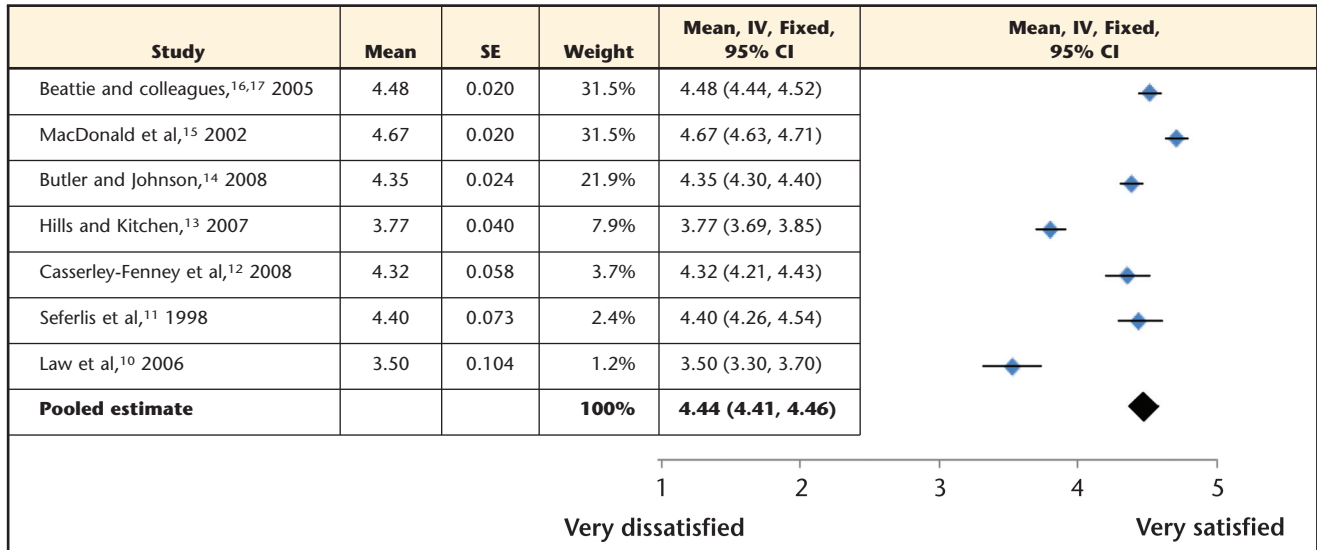 Study Mean SE Weight Mean, IV, Fixed, 95% CI Mean, IV, Fixed, 95% CI
Beattie and colleagues,16,17 2005 4.48 0.020 31.5% 4.48 (4.44, 4.52)
MacDonald et al,15 2002 4.67 0.020 31.5% 4.67 (4.63, 4.71)
Butler and Johnson,14 2008 4.35 0.024 21.9% 4.35 (4.30, 4.40)
Hills and Kitchen,13 2007 3.77 0.040 7.9% 3.77 (3.69, 3.85)
Casserley-Fenney et al,12 2008 4.32 0.058 3.7% 4.32 (4.21, 4.43)
Seferlis et al,11 1998 4.40 0.073 2.4% 4.40 (4.26, 4.54)
Law et al,10 2006 3.50 0.104 1.2% 3.50 (3.30, 3.70)
Pooled estimate 100% 4.44 (4.41, 4.46)
1 2 3 4 5
Very dissatisfied Very satisfied